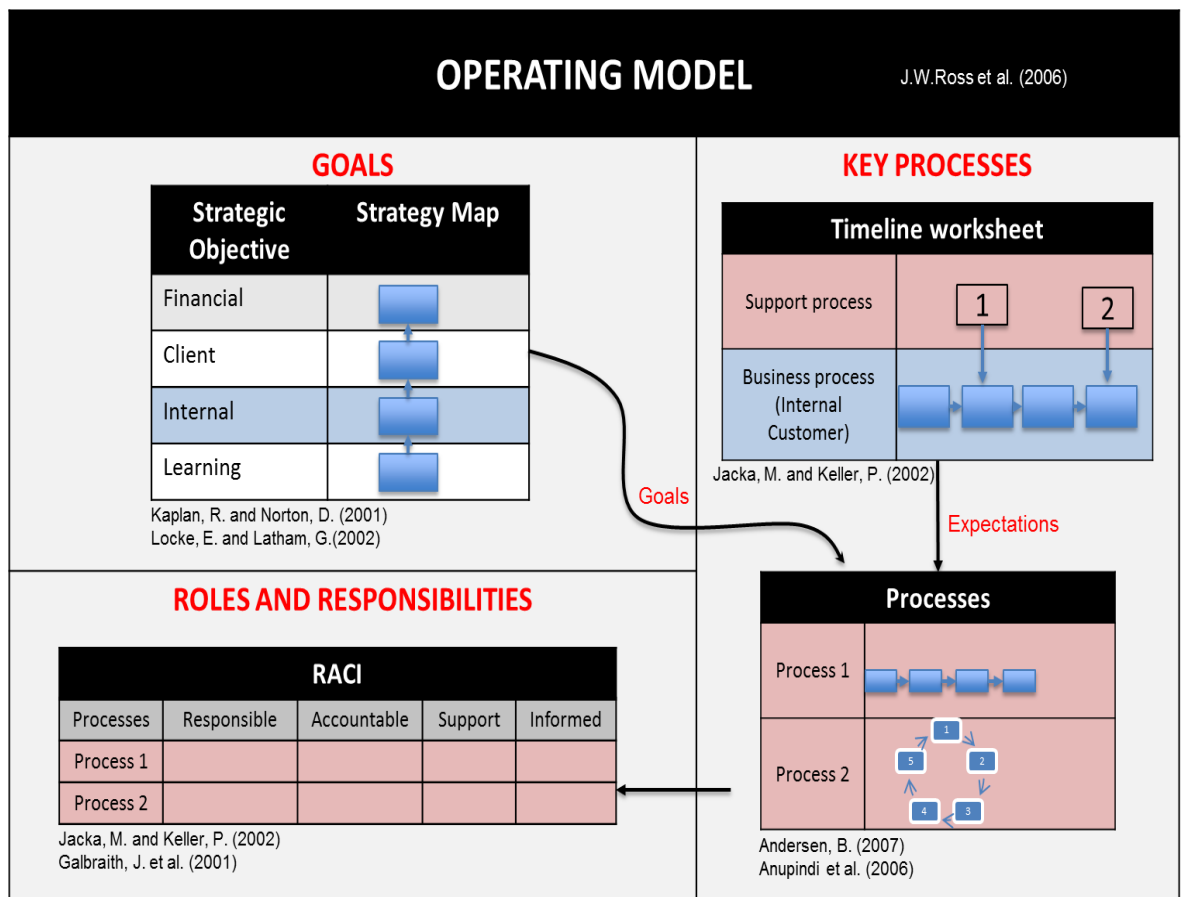 OPERATING MODEL
J.W.Ross et al. (2006)
GOALS
Strategic
Objective
Strategy Map
Financial
Client
Internal
Learning
Kaplan, R. and Norton, D. (2001)
Locke, E. and Latham, G.(2002)
Goals
KEY PROCESSES
Timeline worksheet
Support process
1
2
Business process
(Internal
Customer)
Jacka, M. and Keller, P. (2002)
Expectations
Processes
Process 1
Process 2
1
2
3
4
5
Andersen, B. (2007)
Anupindi et al. (2006)
ROLES AND RESPONSIBILITIES
RACI
Processes
Responsible
Accountable
Support
Informed
Process 1
Process 2
Jacka, M. and Keller, P. (2002)
Galbraith, J. et al. (2001)